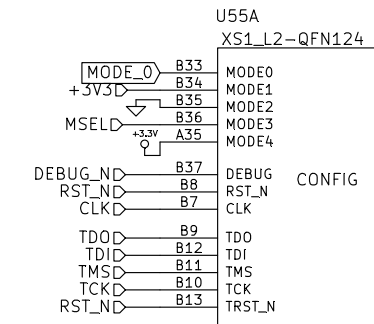 U55A
XS1_L2-QFN124
MODE_0 B33 MODE0
+3V3 B34 MODE1
B35 MODE2
MSEL B36 MODE3
+3.3V A35 MODE4
DEBUG_N B37 DEBUG
CONFIG
RST_N B8 RST_N
CLK B7 CLK
TDO B9 TDO
TDI B12 TDI
TMS B11 TMS
TCK B10 TCK
RST_N B13 TRST_N